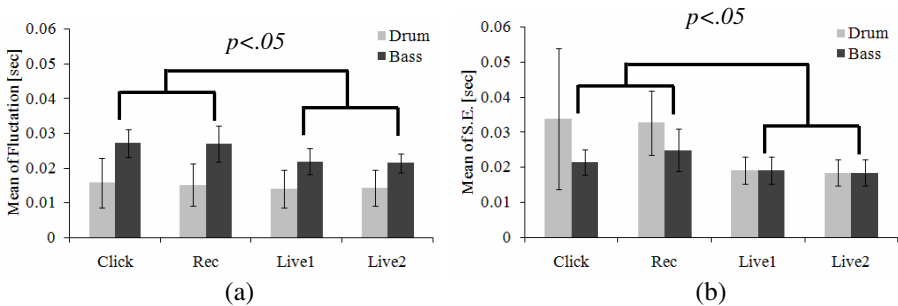 0.06
0.05
0.04
0.03
0.02
0.01
0
Mean of Fluctation [sec]
p<.05
Drum
Bass
Click Rec Live1 Live2
(a)
0.06
0.05
0.04
0.03
0.02
0.01
0
Mean of S.E. [sec]
p<.05
Drum
Bass
Click Rec Live1 Live2
(b)